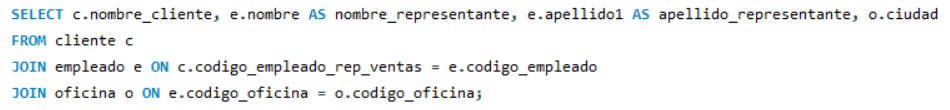 SELECT c.nombre_cliente, e.nombre AS nombre_representante, e.apellido1 AS apellido_representante, o.ciudad
FROM cliente c
JOIN empleado e ON c.codigo_empleado_rep_ventas = e.codigo_empleado
JOIN oficina o ON e.codigo_oficina = o.codigo_oficina;